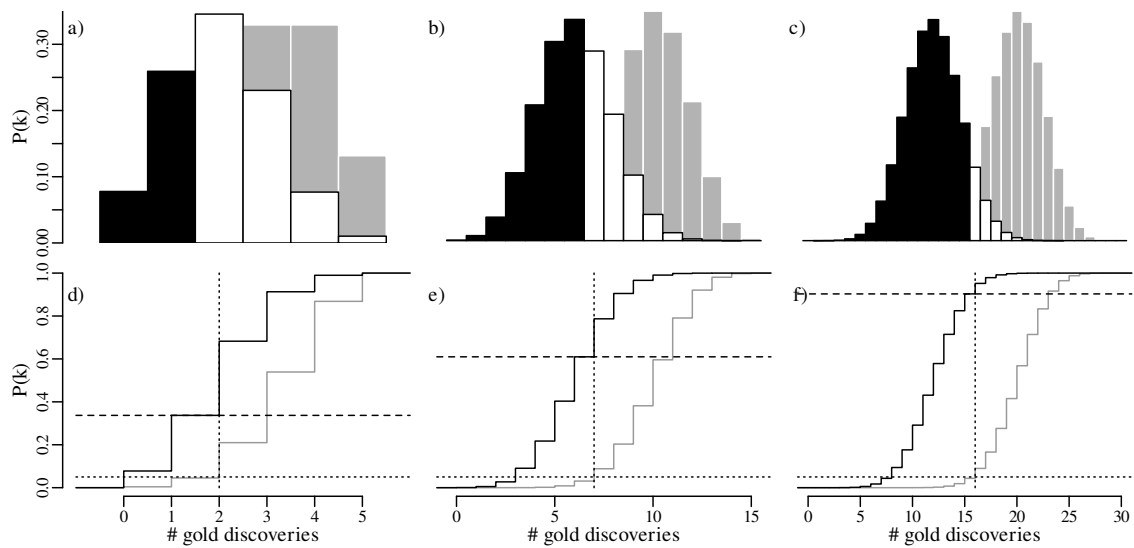 a)
b)
c)
P(k)
0.00 0.10 0.20 0.30
d)
e)
f)
P(k)
0.0 0.2 0.4 0.6 0.8 1.0
0 1 2 3 4 5
0 5 10 15
0 5 10 15 20 25 30
# gold discoveries
# gold discoveries
# gold discoveries